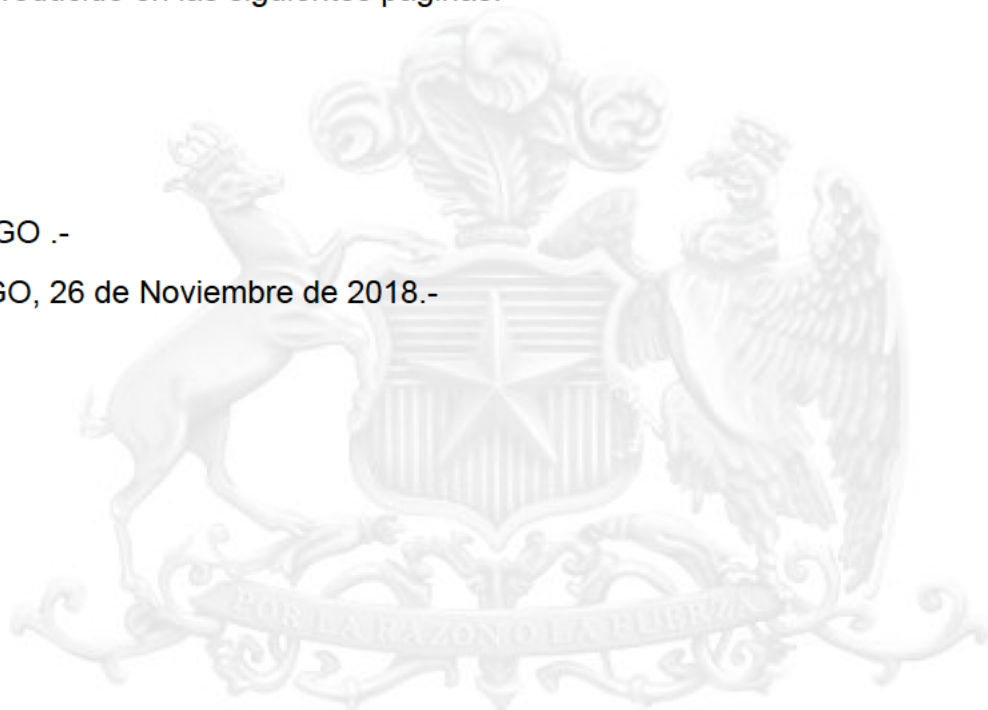 en las siguientes páginas.
GO .-
GO, 26 de Noviembre de 2018.-
POR LA RAZON O LA FUERZA